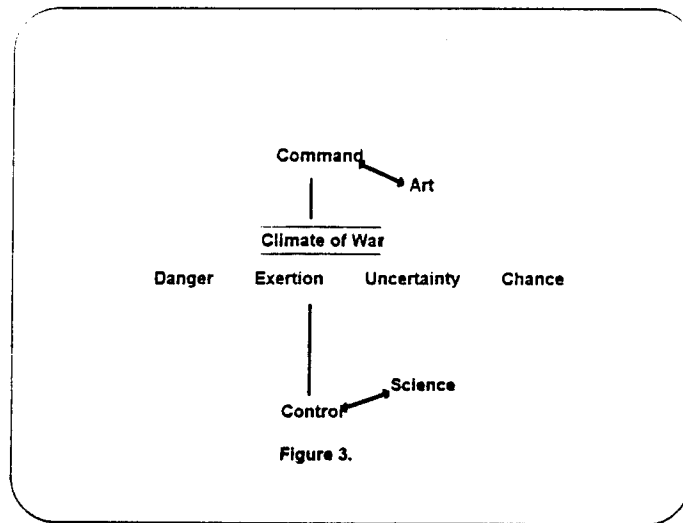 Command
Art
Climate of War
Danger Exertion Uncertainty Chance
Science
Control
Figure 3.